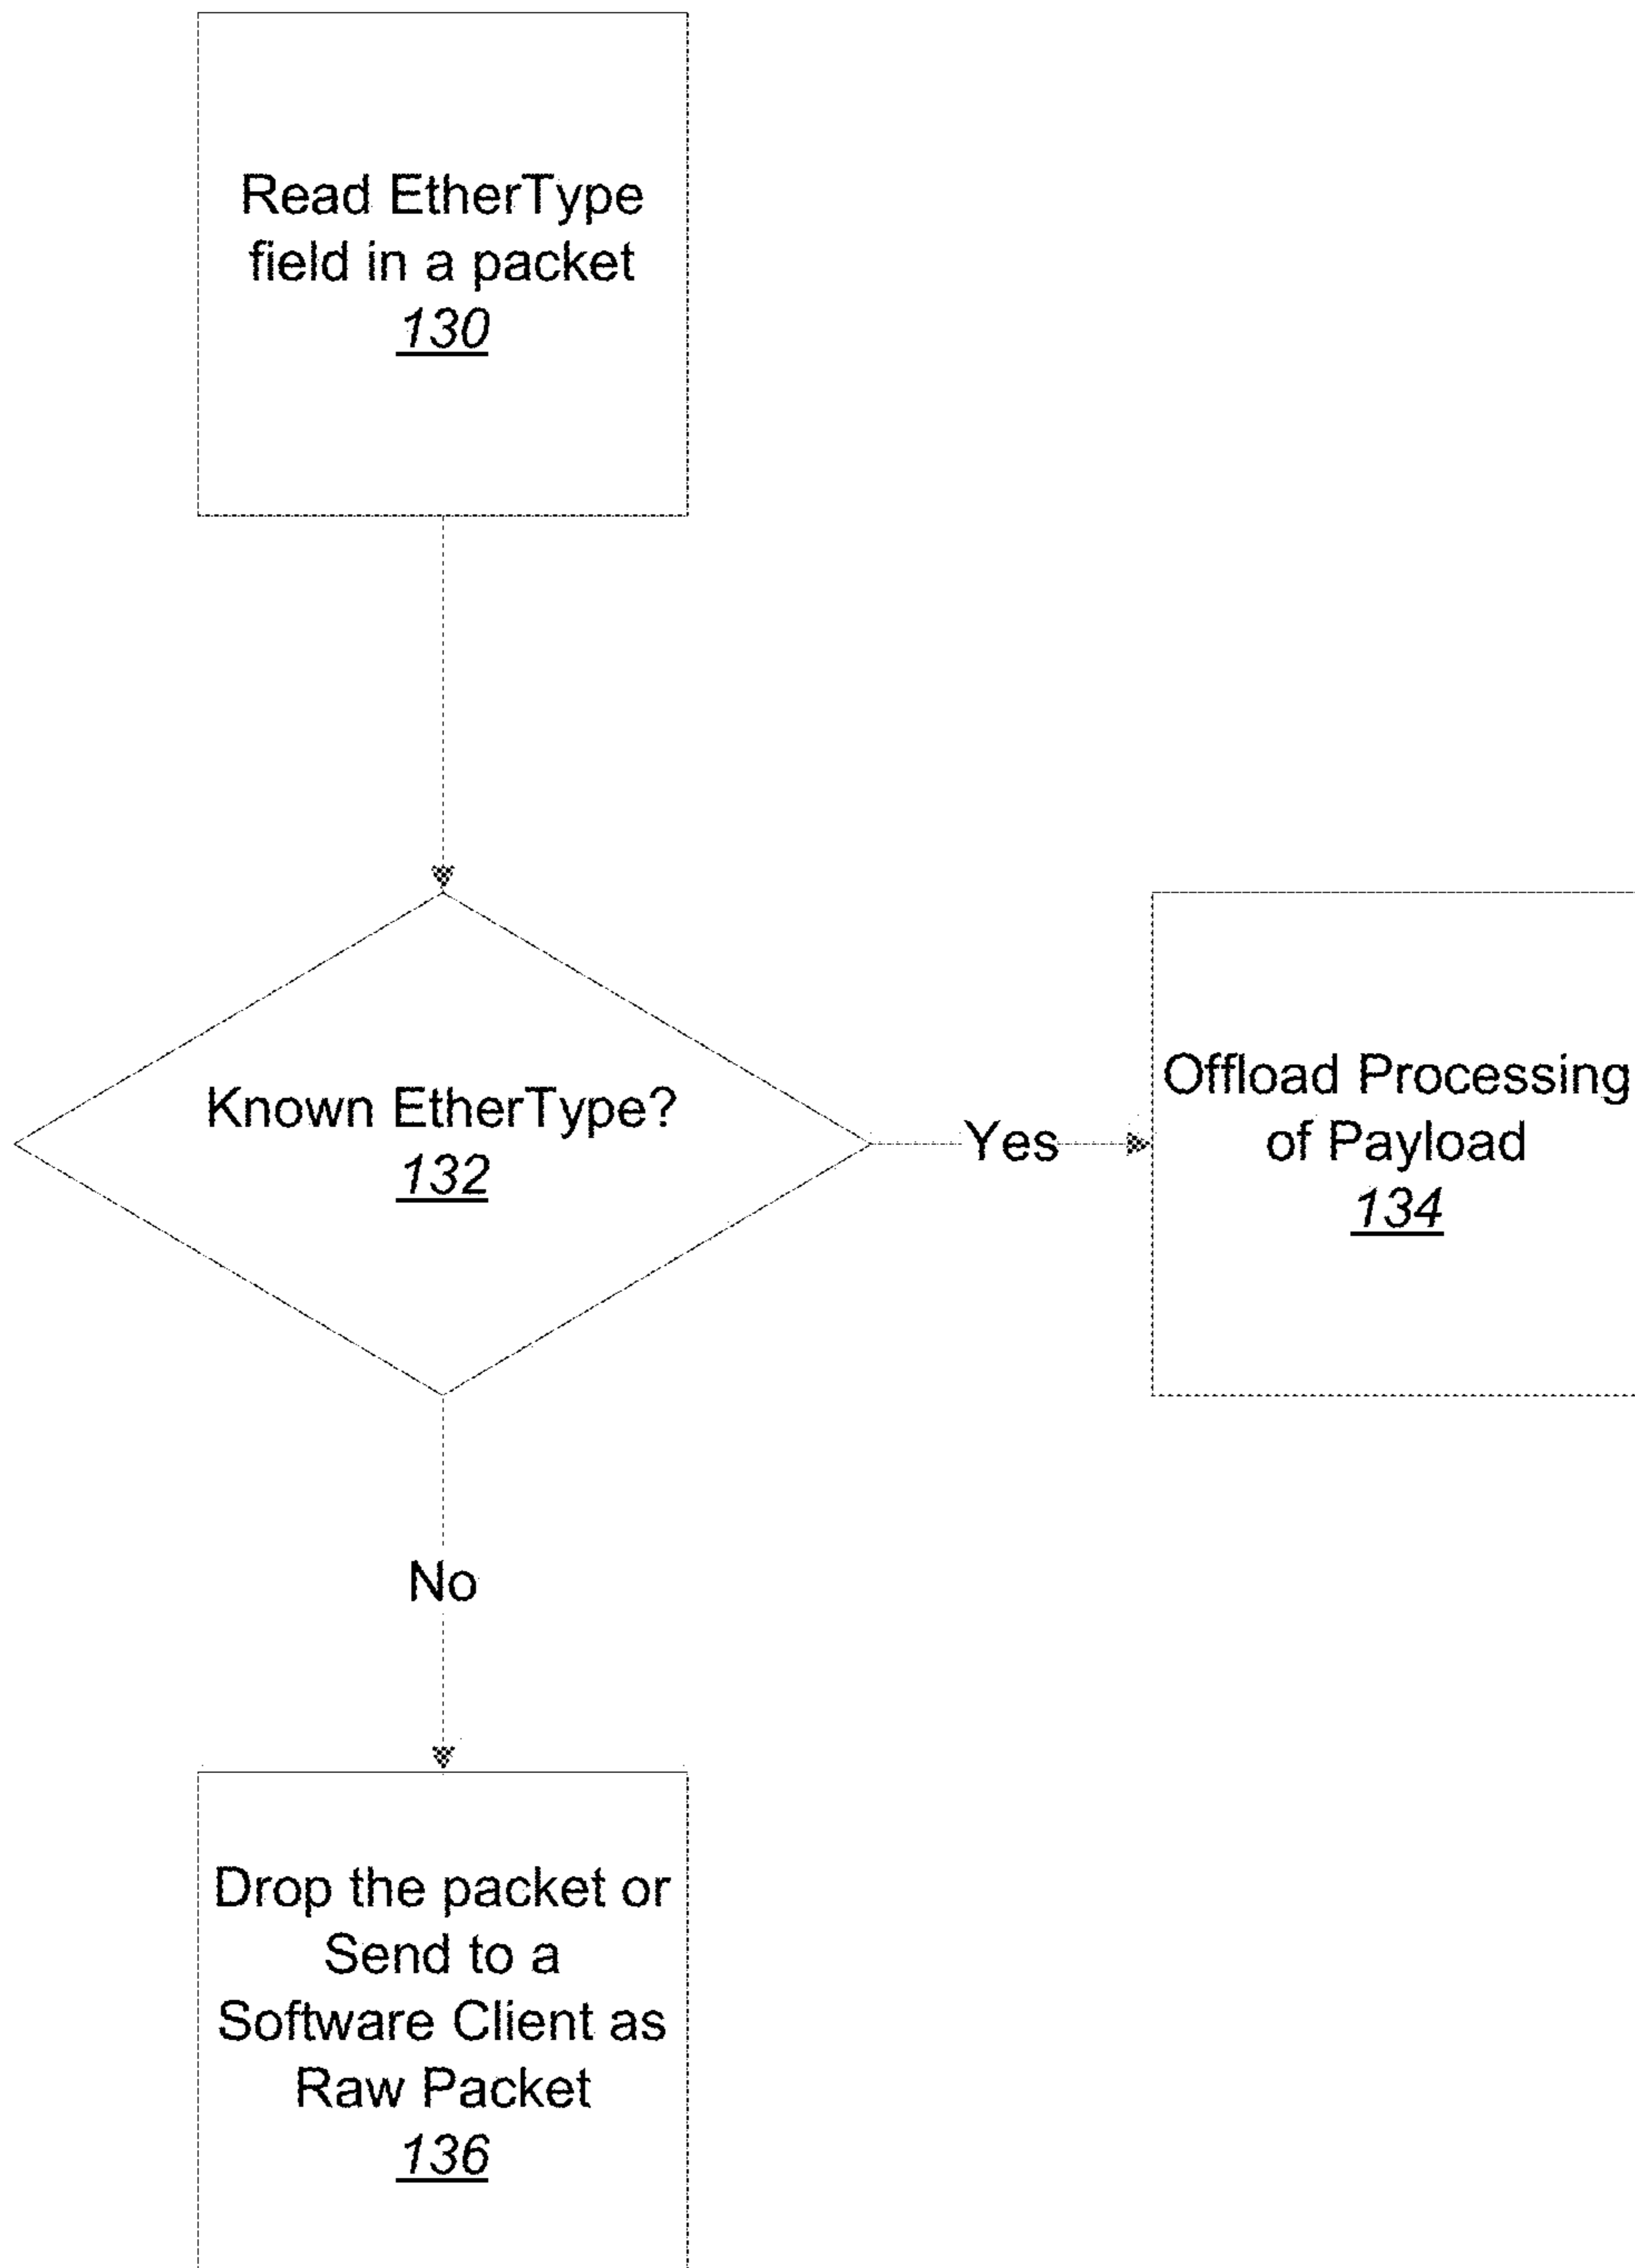 Read EtherType
field in a packet
130
Known EtherType?
132
Yes
Offload Processing
of Payload
134
No
Drop the packet or
Send to a
Software Client as
Raw Packet
136